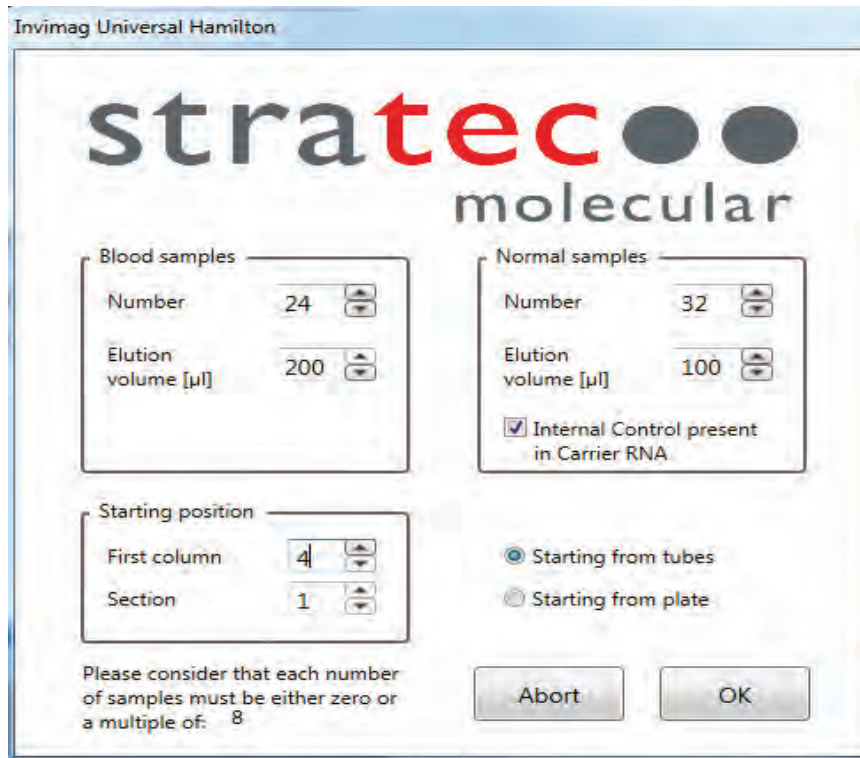 Invimag Universal Hamilton
stratec
molecular
Blood samples
Number 24
Elution
volume [µl] 200
Normal samples
Number 32
Elution
volume [µl] 100
Internal Control present
in Carrier RNA
Starting position
First column 4
Section 1
Starting from tubes
Starting from plate
Please consider that each number
of samples must be either zero or
a multiple of: 8
Abort
OK